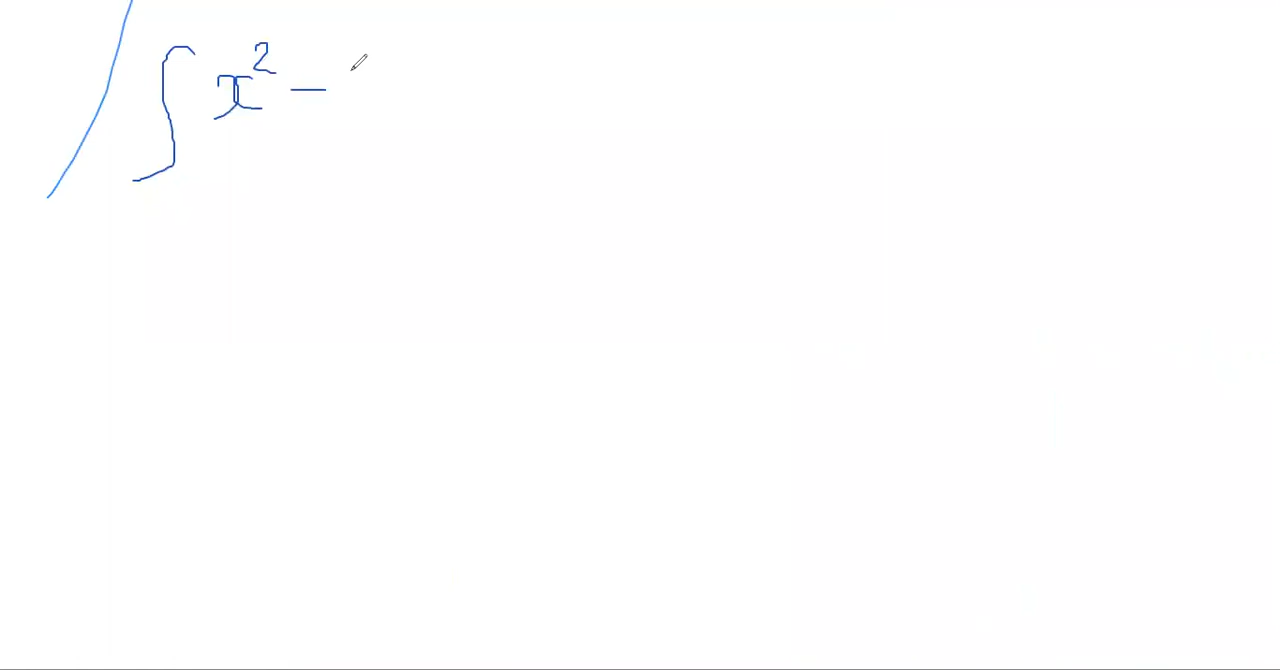 ∫ x² –